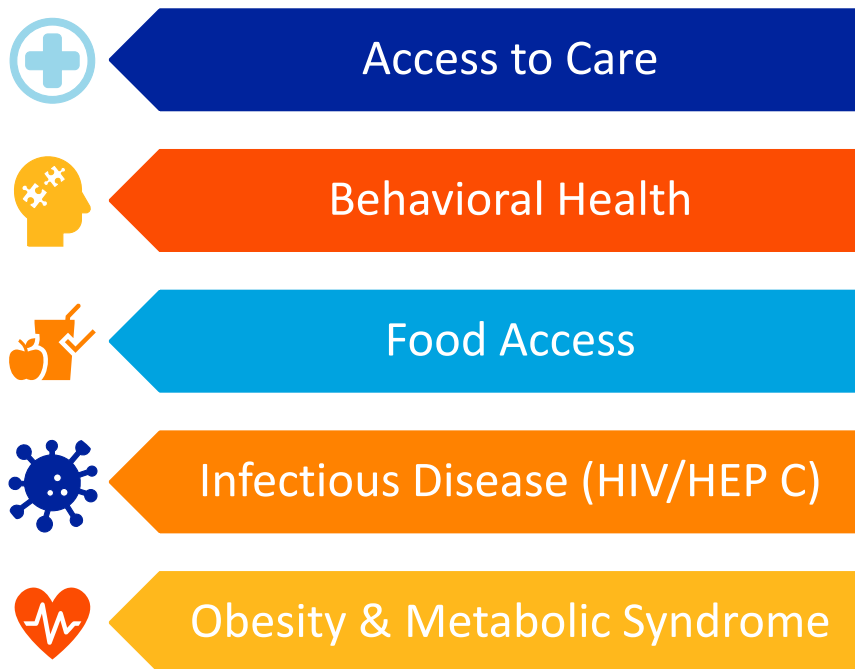 Access to Care
Behavioral Health
Food Access
Infectious Disease (HIV/HEP C)
Obesity & Metabolic Syndrome